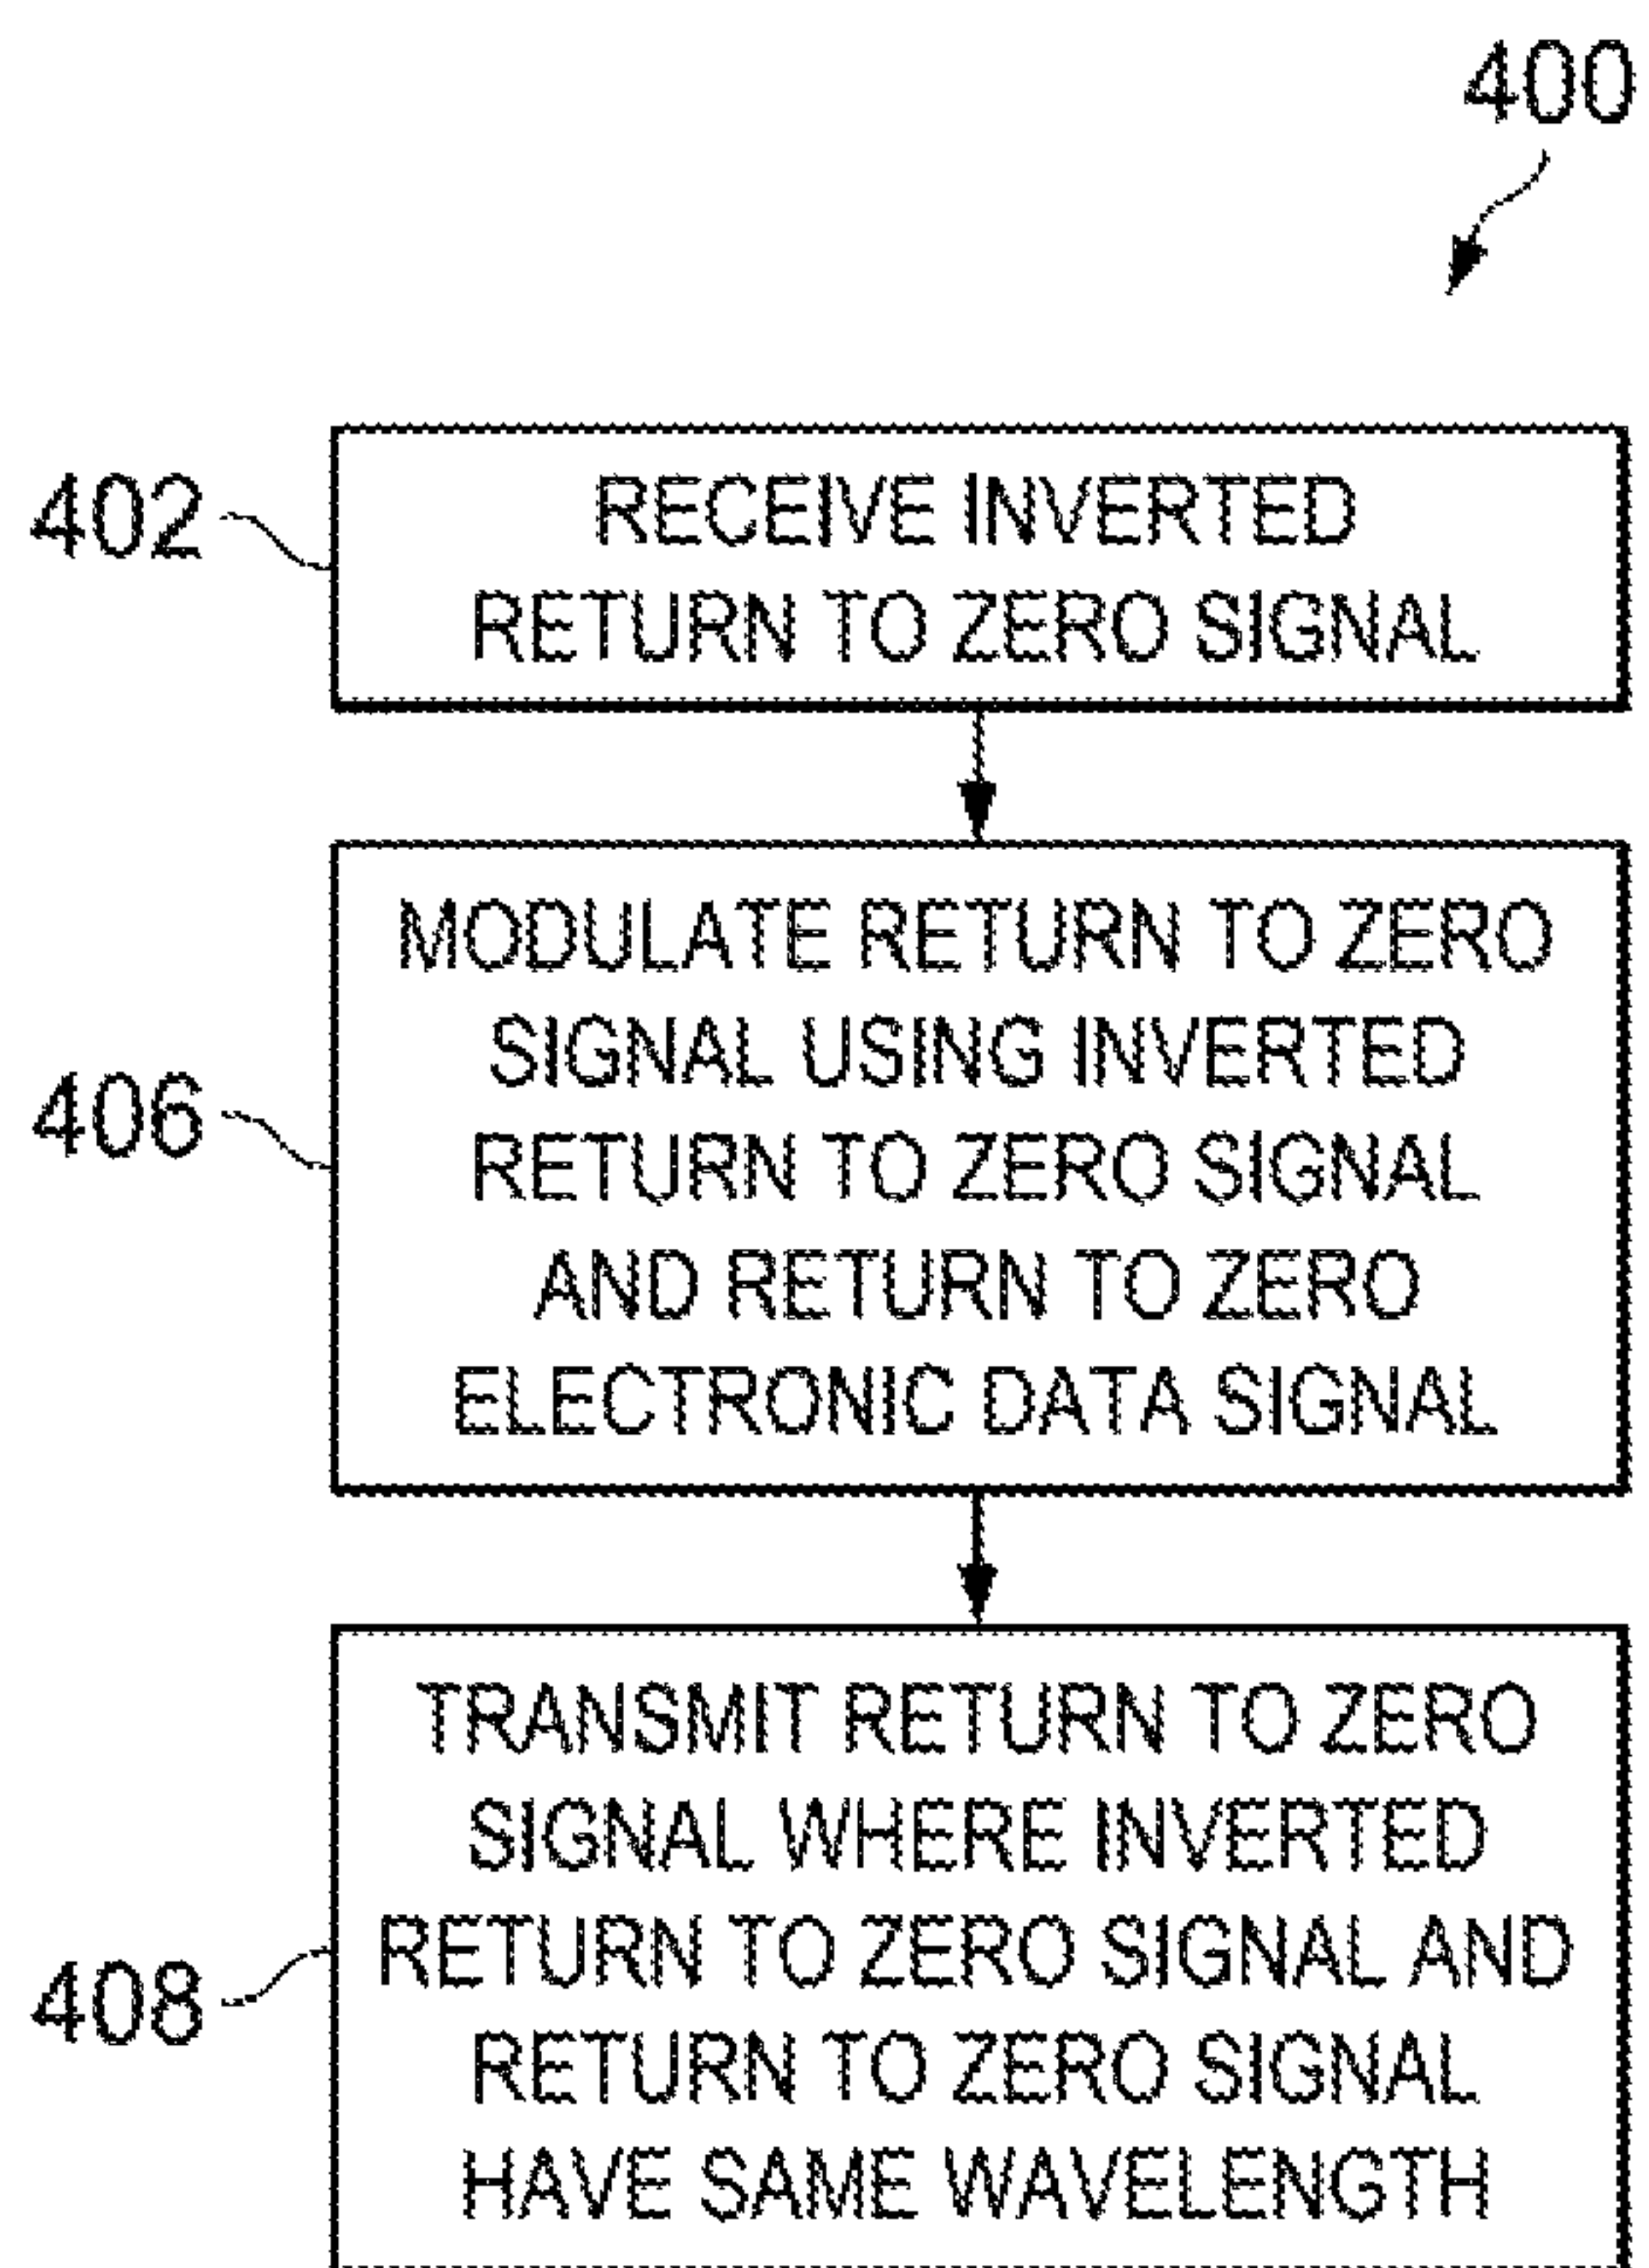 400
402
RECEIVE INVERTED
RETURN TO ZERO SIGNAL
406
MODULATE RETURN TO ZERO
SIGNAL USING INVERTED
RETURN TO ZERO SIGNAL
AND RETURN TO ZERO
ELECTRONIC DATA SIGNAL
408
TRANSMIT RETURN TO ZERO
SIGNAL WHERE INVERTED
RETURN TO ZERO SIGNAL AND
RETURN TO ZERO SIGNAL
HAVE SAME WAVELENGTH